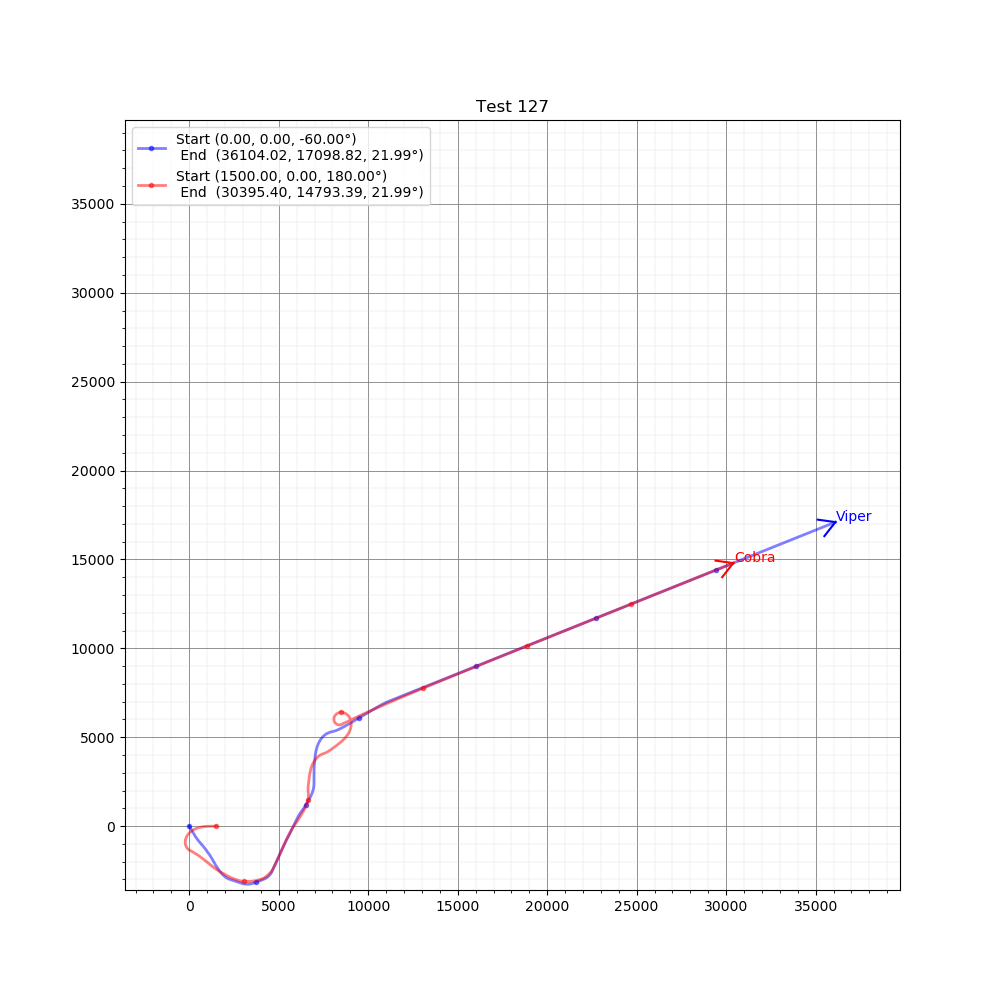 Test 127
Start (0.00, 0.00, -60.00°)
End (36104.02, 17098.82, 21.99°)
Start (1500.00, 0.00, 180.00°)
End (30395.40, 14793.39, 21.99°)
35000
30000
25000
20000
15000
10000
5000
0
Viper
Cobra
0 5000 10000 15000 20000 25000 30000 35000